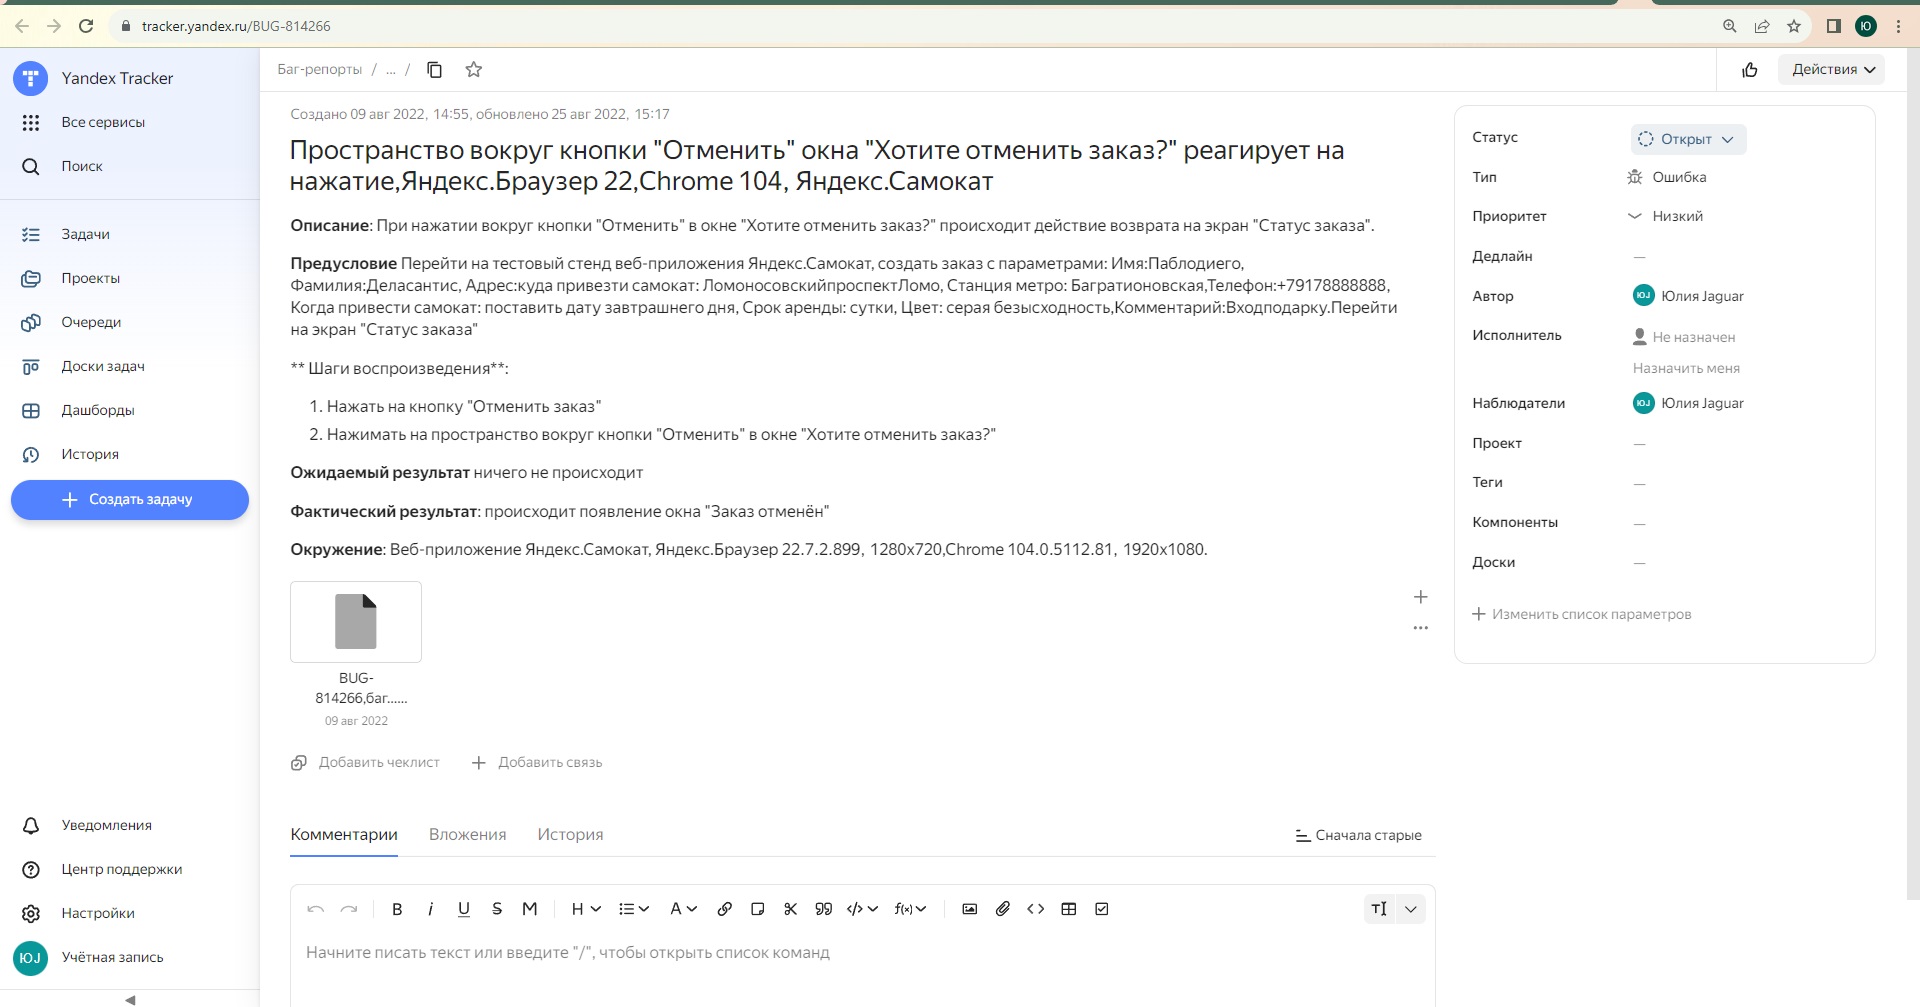 tracker.yandex.ru/BUG-814266
Ю
Yandex Tracker
Все сервисы
Поиск
Задачи
Проекты
Очереди
Доски задач
Дашборды
История
Создать задачу
Уведомления
Центр поддержки
Настройки
ЮJ Учётная запись
Баг-репорты / ... /
Действия
Создано 09 авг 2022, 14:55, обновлено 25 авг 2022, 15:17
Пространство вокруг кнопки "Отменить" окна "Хотите отменить заказ?" реагирует на
нажатие,Яндекс.Браузер 22,Chrome 104, Яндекс.Самокат
Описание: При нажатии вокруг кнопки "Отменить" в окне "Хотите отменить заказ?" происходит действие возврата на экран "Статус заказа".
Предусловие Перейти на тестовый стенд веб-приложения Яндекс.Самокат, создать заказ с параметрами: Имя:Паблодиего,
Фамилия:Деласантис, Адрес:куда привезти самокат: ЛомоносовскийпроспектЛомо, Станция метро: Багратионовская,Телефон:+79178888888,
Когда привести самокат: поставить дату завтрашнего дня, Срок аренды: сутки, Цвет: серая безысходность,Комментарий:Входподарку.Перейти
на экран "Статус заказа"
** Шаги воспроизведения**:
1. Нажать на кнопку "Отменить заказ"
2. Нажимать на пространство вокруг кнопки "Отменить" в окне "Хотите отменить заказ?"
Ожидаемый результат ничего не происходит
Фактический результат: происходит появление окна "Заказ отменён"
Окружение: Веб-приложение Яндекс.Самокат, Яндекс.Браузер 22.7.2.899, 1280x720,Chrome 104.0.5112.81, 1920x1080.
BUG-
814266,баг......
09 авг 2022
Добавить чеклист
Добавить связь
Комментарии
Вложения
История
Сначала старые
B i U S M H A </> f(x) <> TI
Начните писать текст или введите "/", чтобы открыть список команд
Статус Открыт
Тип Ошибка
Приоритет Низкий
Дедлайн —
Автор ЮJ Юлия Jaguar
Исполнитель Не назначен
Назначить меня
Наблюдатели ЮJ Юлия Jaguar
Проект —
Теги —
Компоненты —
Доски —
Изменить список параметров